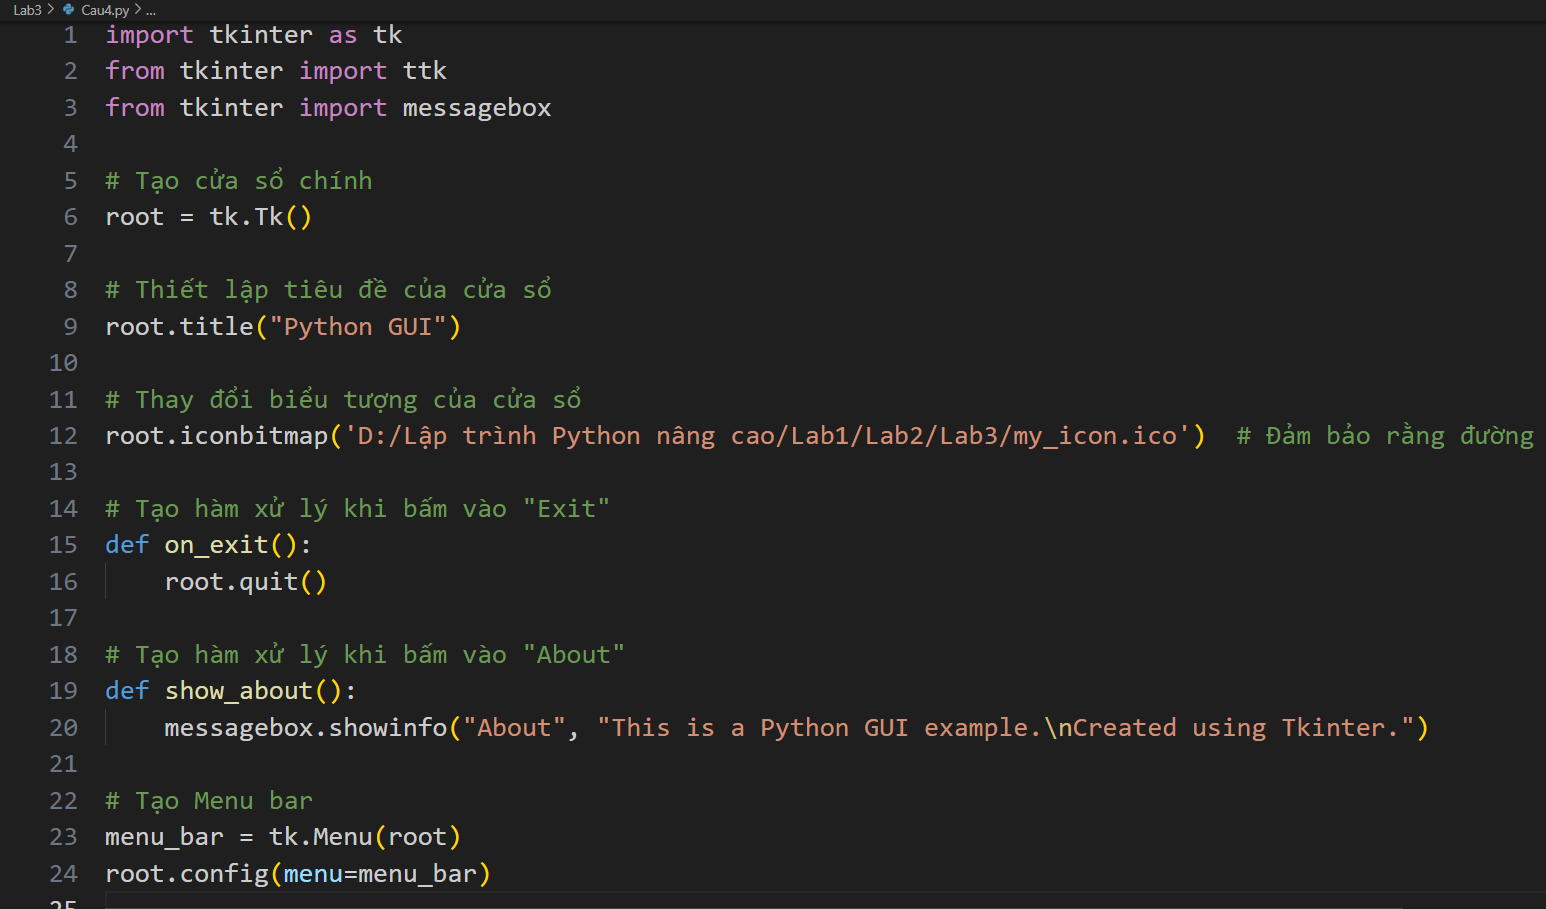 Lab3 > Cau4.py > ...
1 import tkinter as tk
2 from tkinter import ttk
3 from tkinter import messagebox
4
5 # Tạo cửa sổ chính
6 root = tk.Tk()
7
8 # Thiết lập tiêu đề của cửa sổ
9 root.title("Python GUI")
10
11 # Thay đổi biểu tượng của cửa sổ
12 root.iconbitmap('D:/Lập trình Python nâng cao/Lab1/Lab2/Lab3/my_icon.ico')  # Đảm bảo rằng đường
13
14 # Tạo hàm xử lý khi bấm vào "Exit"
15 def on_exit():
16     root.quit()
17
18 # Tạo hàm xử lý khi bấm vào "About"
19 def show_about():
20     messagebox.showinfo("About", "This is a Python GUI example.\nCreated using Tkinter.")
21
22 # Tạo Menu bar
23 menu_bar = tk.Menu(root)
24 root.config(menu=menu_bar)
25